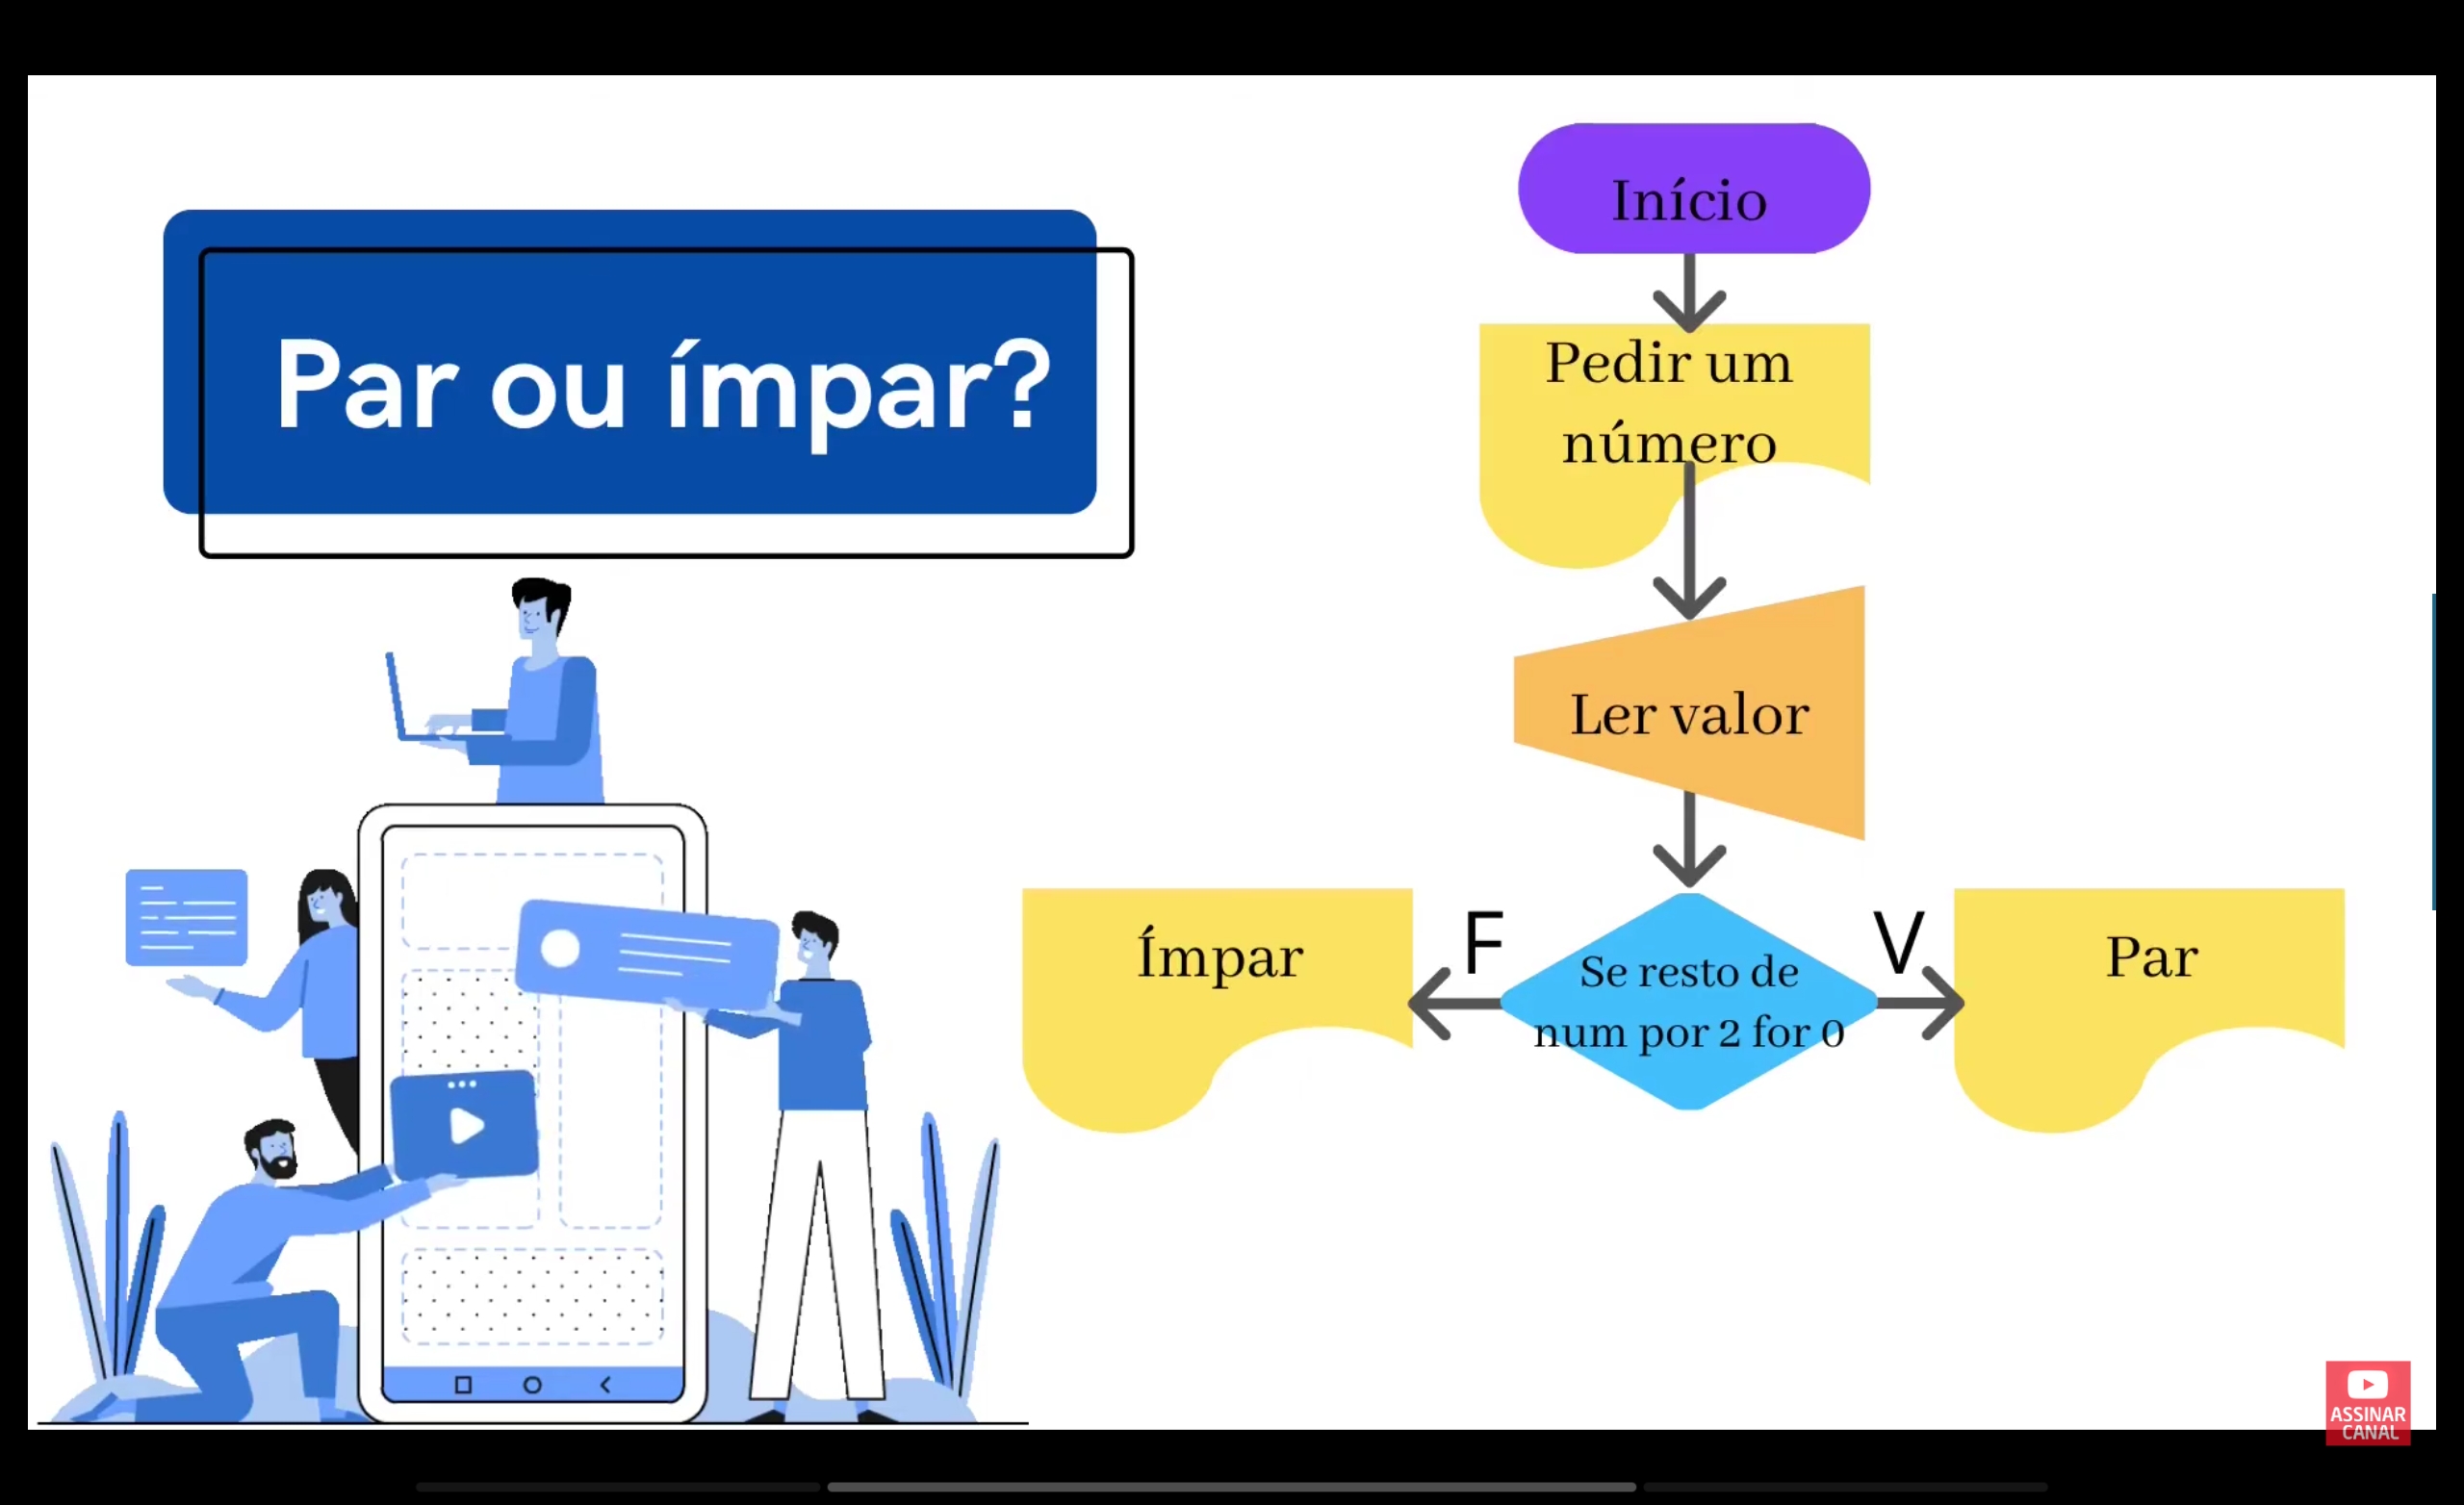 Par ou ímpar?
Início
Pedir um
número
Ler valor
Ímpar
F
Se resto de
num por 2 for 0
V
Par
ASSINAR
CANAL